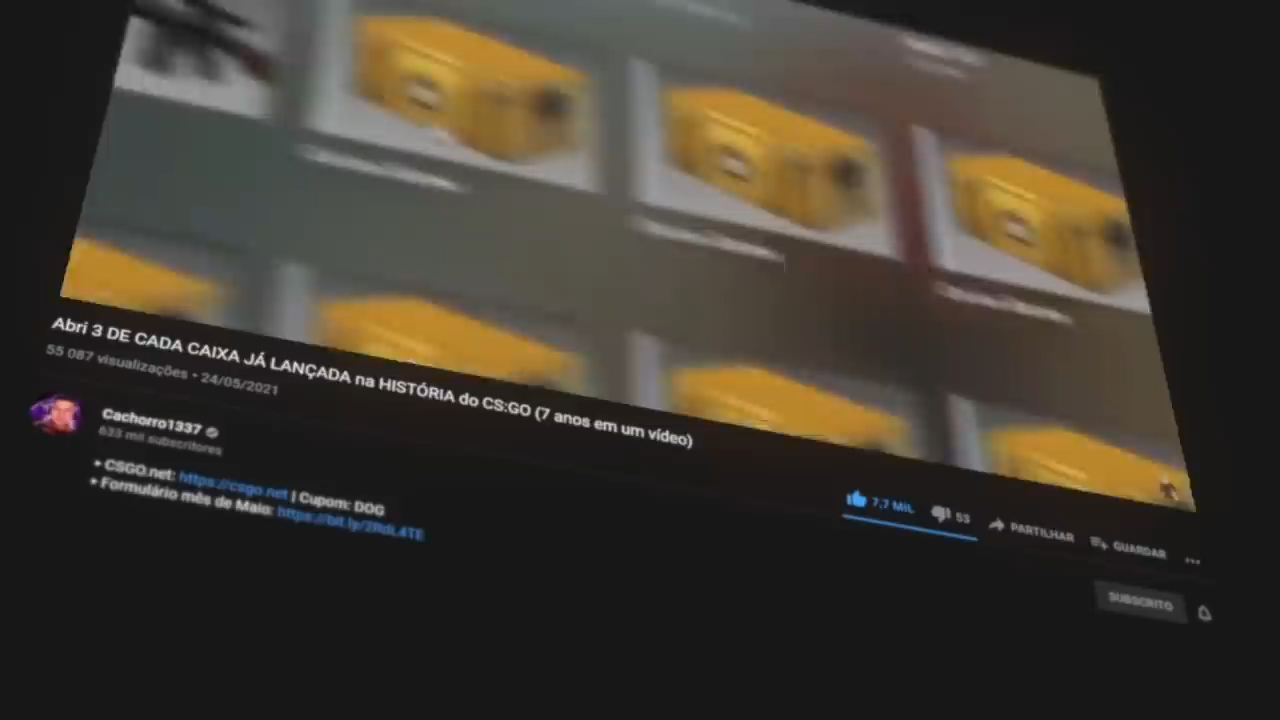 Abri 3 DE CADA CAIXA JÁ LANÇADA na HISTÓRIA do CS:GO (7 anos em um vídeo)
55 087 visualizações • 24/05/2021
7,7 MIL
53
PARTILHAR
GUARDAR
Cachorro1337
633 mil subscritores
SUBSCRITO
• CSGO.net: https://csgo.net | Cupom: DOG
• Formulário mês de Maio: